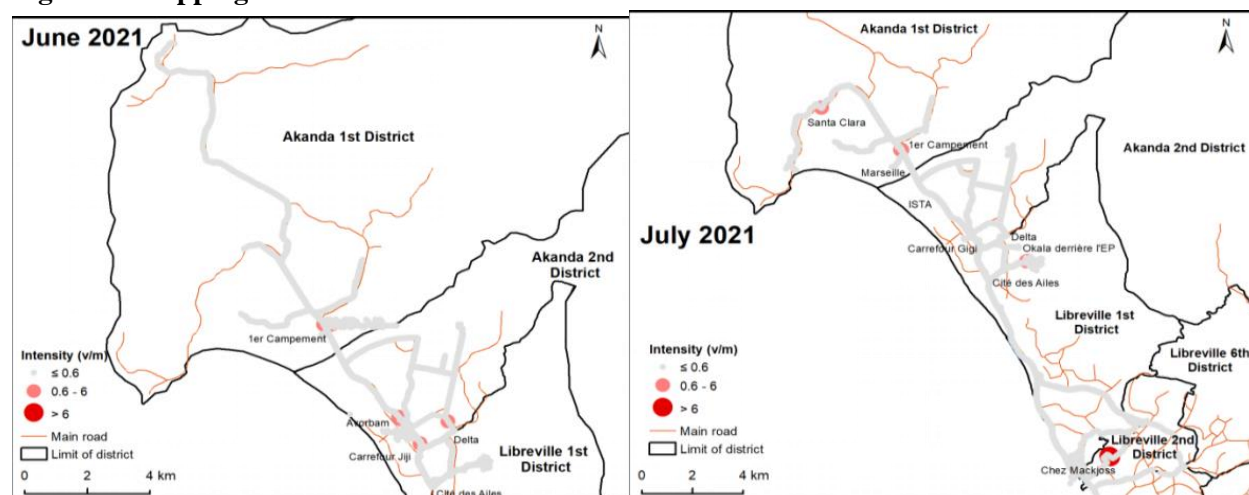 June 2021
N
Akanda 1st District
Akanda 2nd
District
1er Campement
Avorbam
Delta
Carrefour Jiji
Libreville 1st
District
Cité des Ailes
Intensity (v/m)
≤ 0.6
0.6 - 6
> 6
Main road
Limit of district
0 2 4 km
Akanda 1st District
N
Santa Clara
1er Campement
Akanda 2nd District
Marseille
ISTA
July 2021
Delta
Carrefour Gigi
Okala derrière l'EP
Cité des Ailes
Libreville 1st
District
Libreville 6th
District
Intensity (v/m)
≤ 0.6
0.6 - 6
> 6
Main road
Limit of district
Libreville 2nd
District
Chez Mackjoss
0 2 4 km